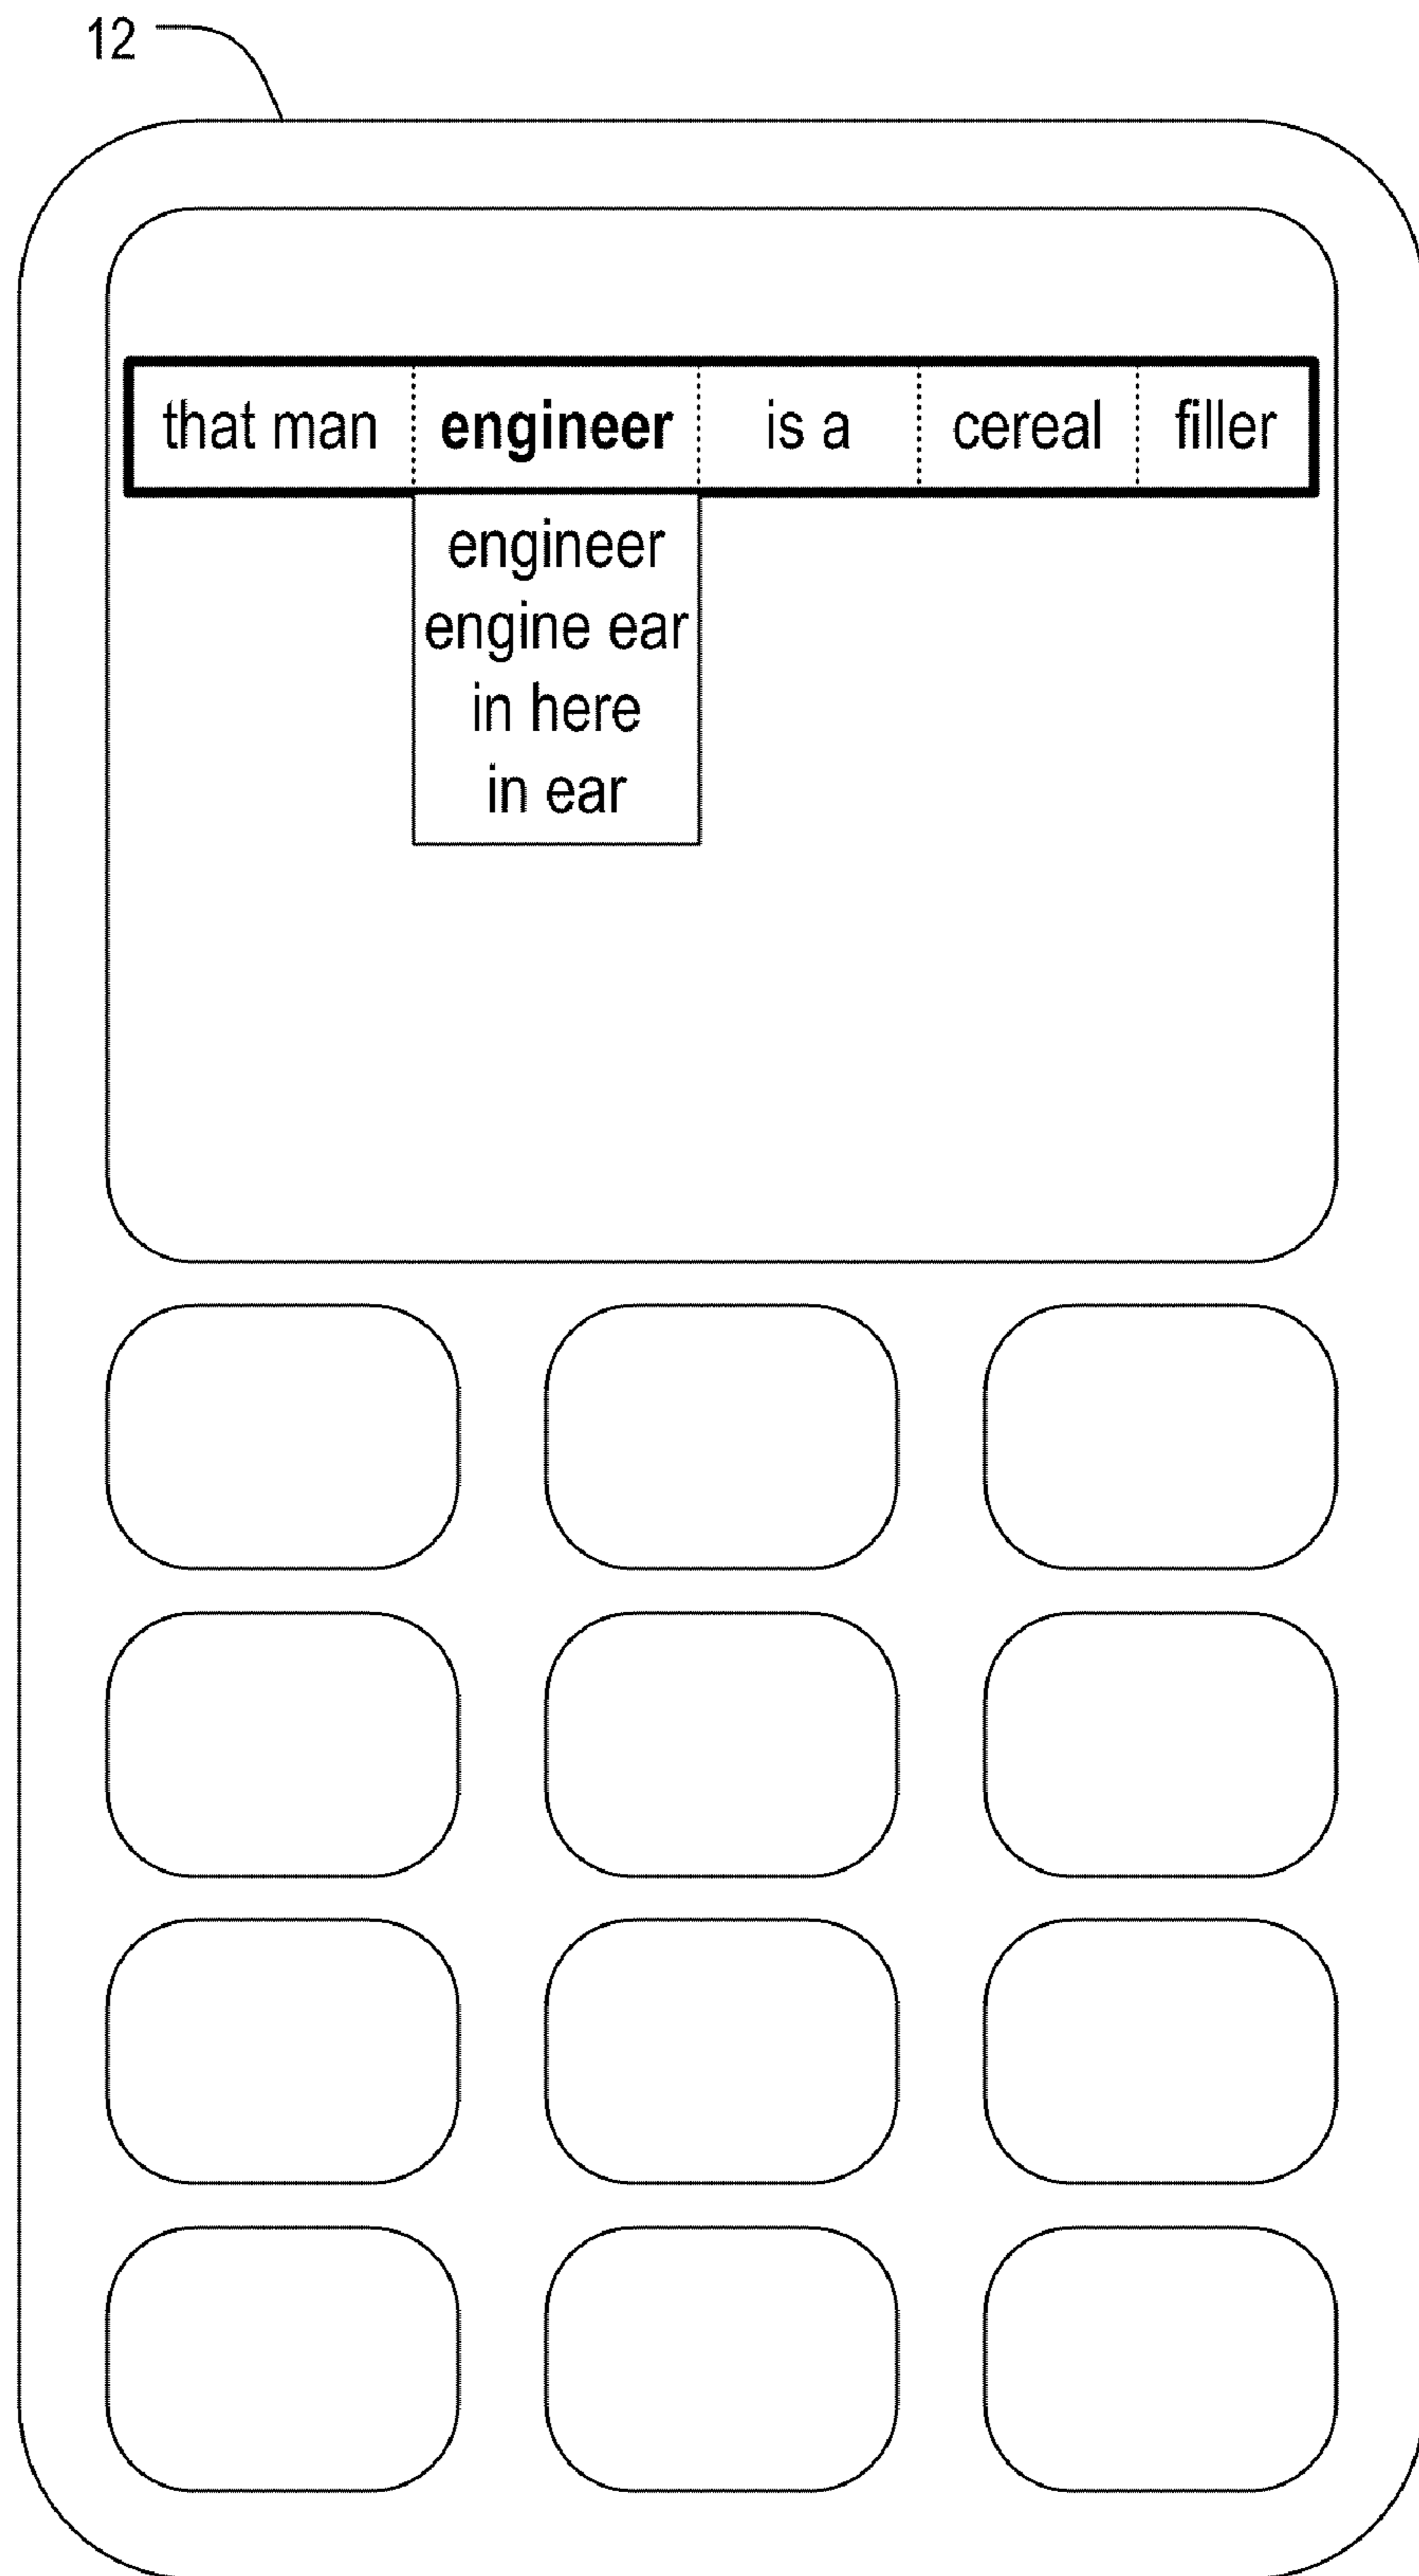 12
that man engineer is a cereal filler
engineer
engine ear
in here
in ear